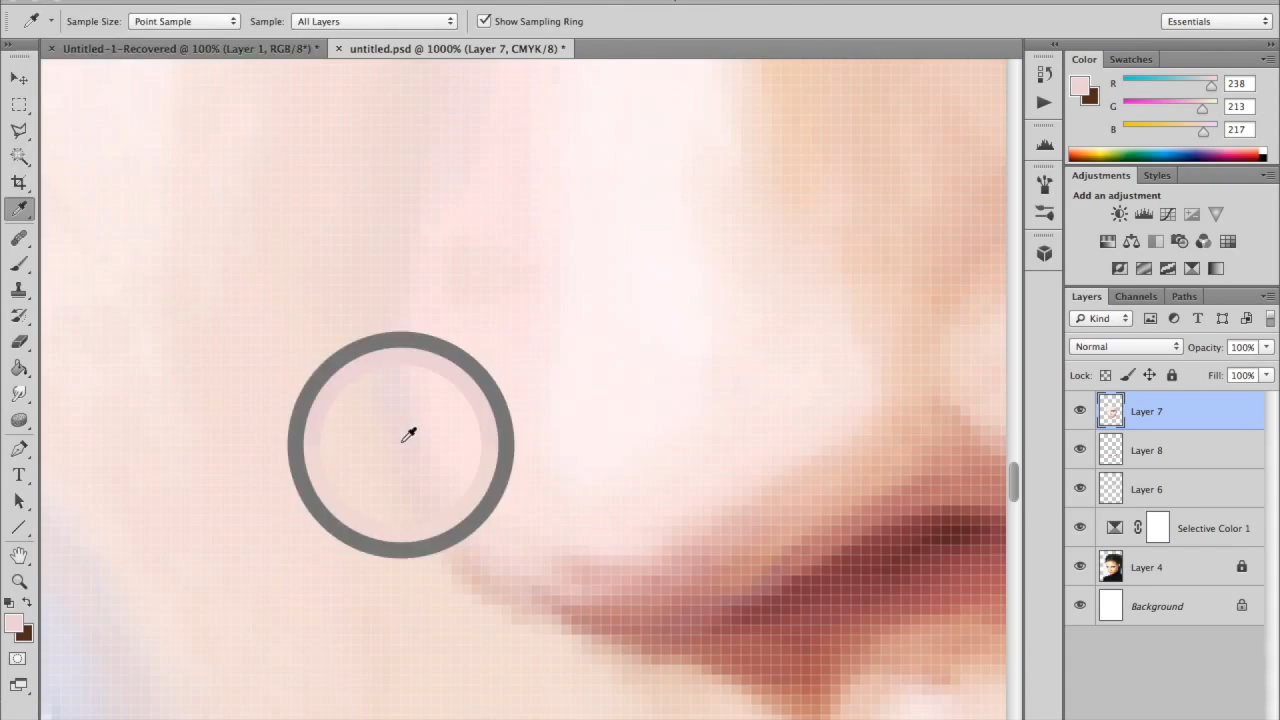 Sample Size: Point Sample Sample: All Layers Show Sampling Ring Essentials
Untitled-1-Recovered @ 100% (Layer 1, RGB/8*) * untitled.psd @ 1000% (Layer 7, CMYK/8) *
Color Swatches
R 238
G 213
B 217
Adjustments Styles
Add an adjustment
Layers Channels Paths
Kind
Normal Opacity: 100%
Lock: Fill: 100%
Layer 7
Layer 8
Layer 6
Selective Color 1
Layer 4
Background